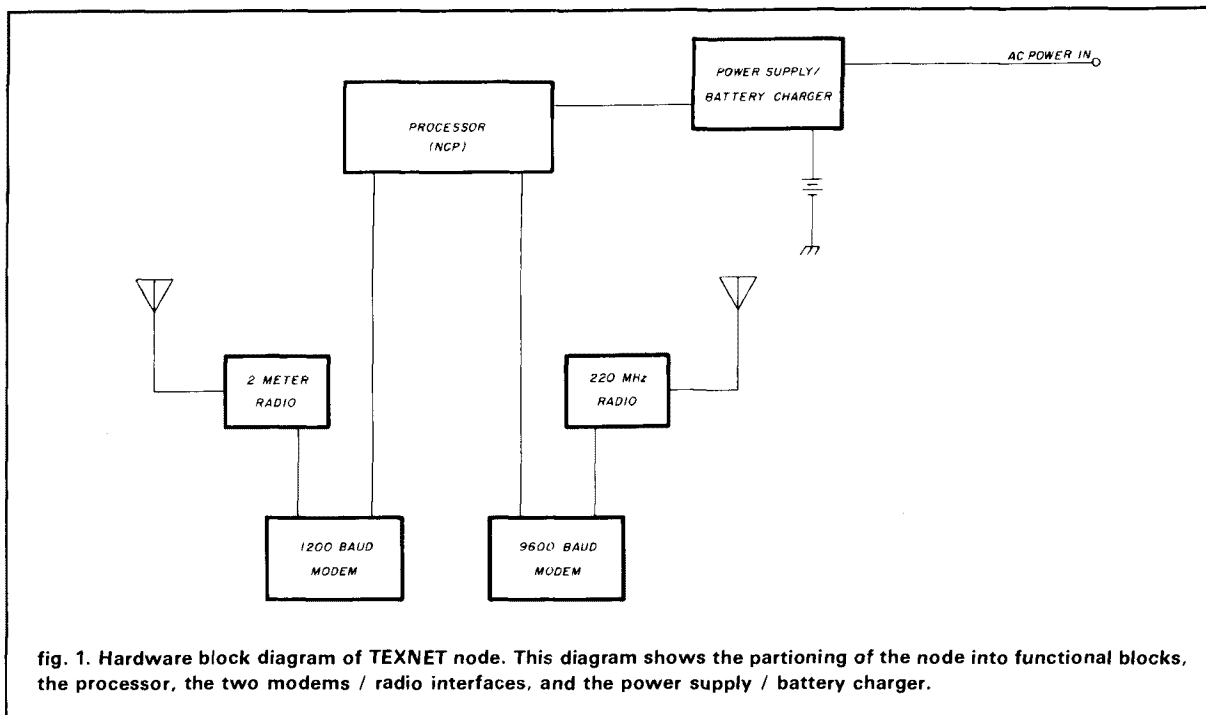 AC POWER IN
POWER SUPPLY/
BATTERY CHARGER
PROCESSOR
(NCP)
2 METER
RADIO
220 MHz
RADIO
1200 BAUD
MODEM
9600 BAUD
MODEM
fig. 1. Hardware block diagram of TEXNET node. This diagram shows the partioning of the node into functional blocks,
the processor, the two modems / radio interfaces, and the power supply / battery charger.